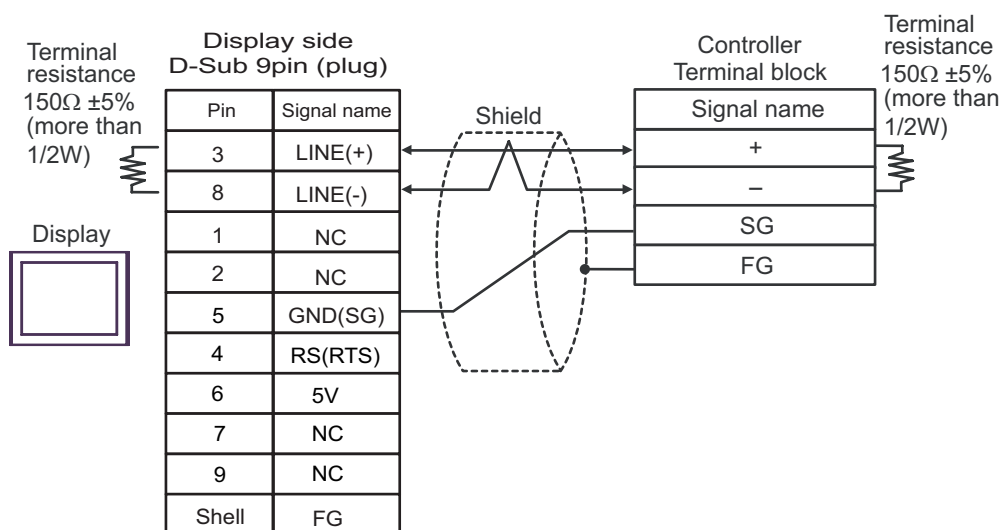 Terminal
resistance
150Ω ±5%
(more than
1/2W)
Display side
D-Sub 9pin (plug)
Pin Signal name
3 LINE(+)
8 LINE(-)
1 NC
2 NC
5 GND(SG)
4 RS(RTS)
6 5V
7 NC
9 NC
Shell FG
Display
Shield
Controller
Terminal block
Signal name
+
–
SG
FG
Terminal
resistance
150Ω ±5%
(more than
1/2W)